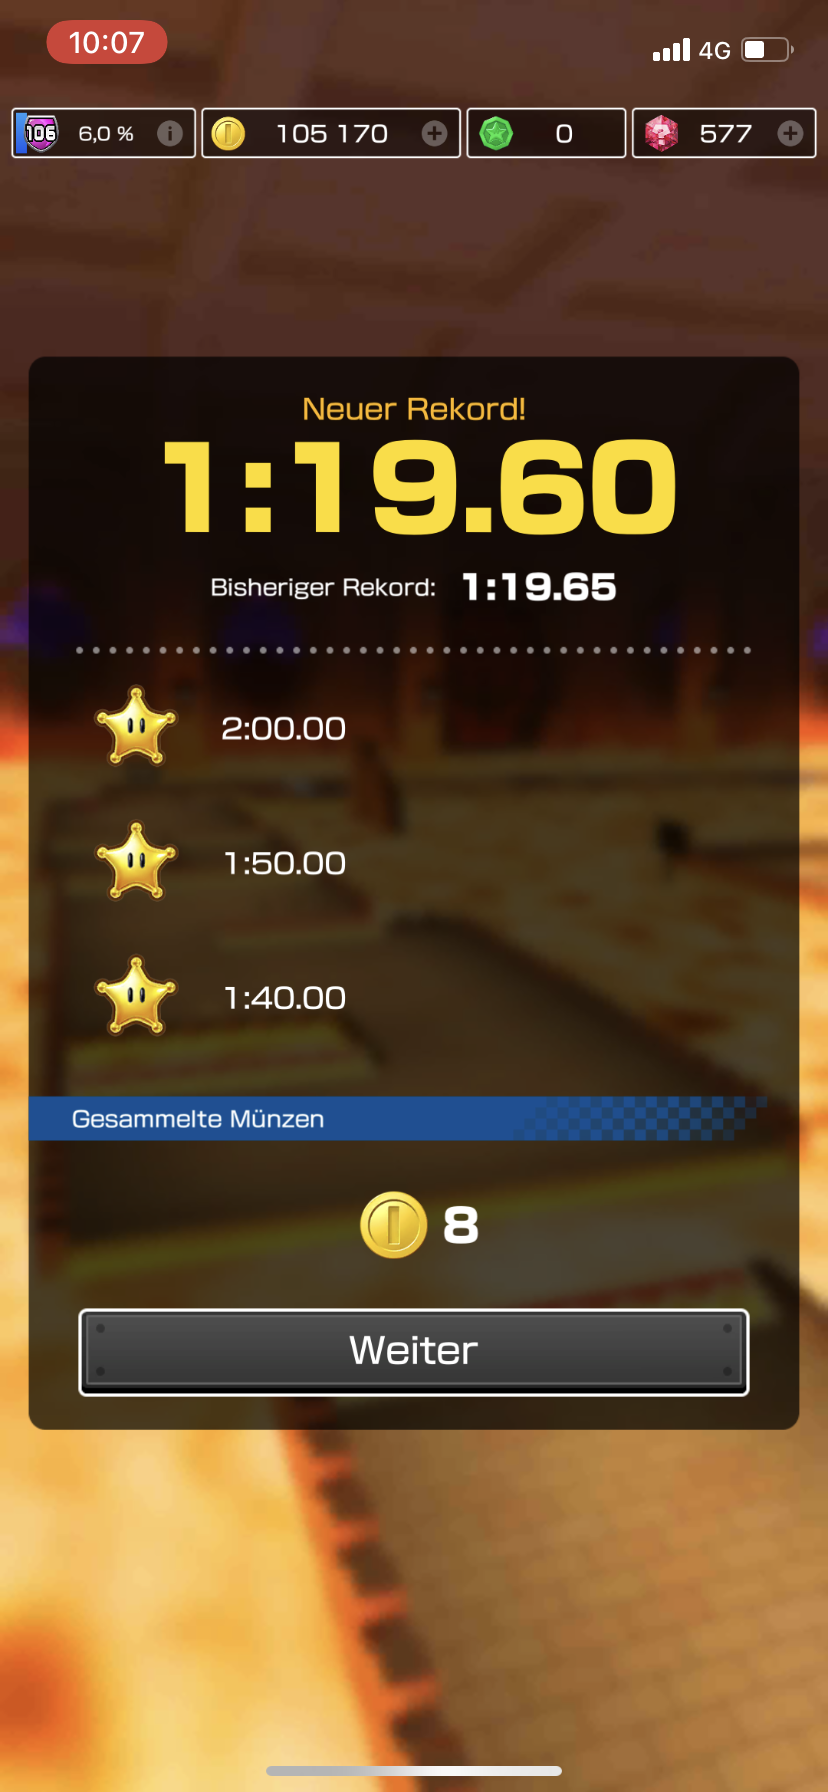 10:07
4G
106 6,0 % i 105 170 + 0 577 +
Neuer Rekord!
1:19.60
Bisheriger Rekord: 1:19.65
2:00.00
1:50.00
1:40.00
Gesammelte Münzen
8
Weiter